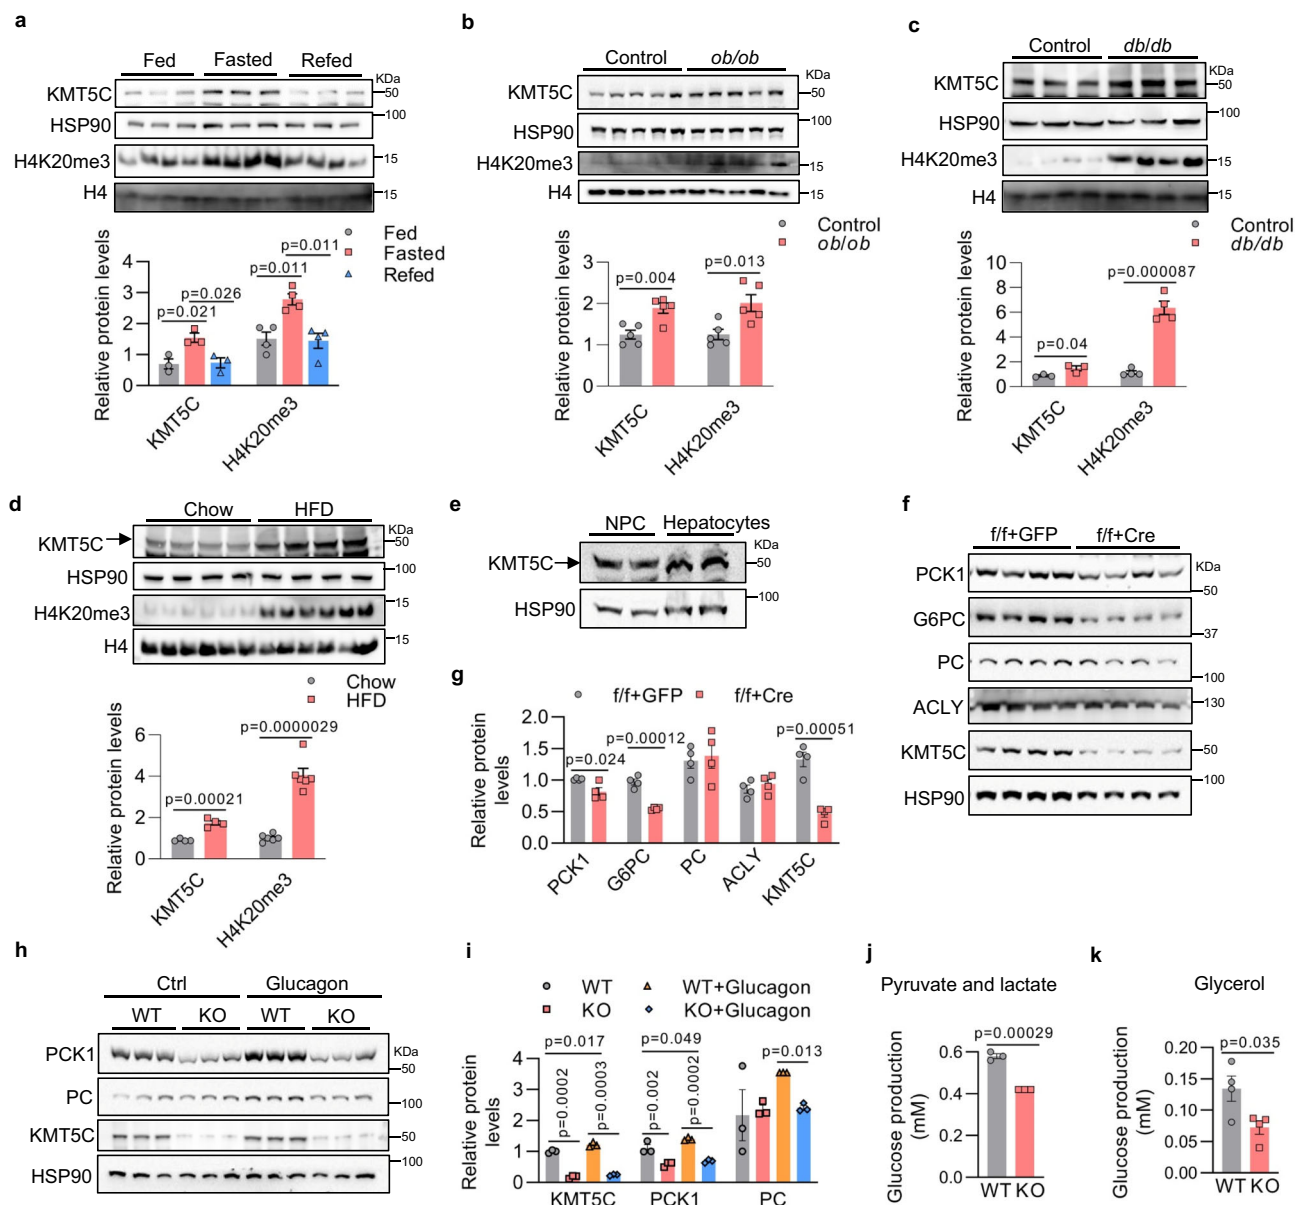 a
Fed Fasted Refed
KDa
KMT5C
50
HSP90
100
H4K20me3
15
H4
15
Fed
Fasted
Refed
p=0.011
p=0.011
p=0.026
p=0.021
Relative protein levels
4
3
2
1
0
KMT5C
H4K20me3
b
Control ob/ob
KDa
KMT5C
50
HSP90
100
H4K20me3
15
H4
15
Control
ob/ob
p=0.004
p=0.013
Relative protein levels
3
2
1
0
KMT5C
H4K20me3
c
Control db/db
KDa
KMT5C
50
HSP90
100
H4K20me3
15
H4
15
Control
db/db
p=0.000087
p=0.04
Relative protein levels
10
8
6
4
2
0
KMT5C
H4K20me3
d
Chow HFD
KDa
KMT5C
50
HSP90
100
H4K20me3
15
H4
15
Chow
HFD
p=0.0000029
p=0.00021
Relative protein levels
6
4
2
0
KMT5C
H4K20me3
e
NPC Hepatocytes
KDa
KMT5C
50
HSP90
100
f
f/f+GFP f/f+Cre
KDa
PCK1
50
G6PC
37
PC
100
ACLY
130
KMT5C
50
HSP90
100
g
f/f+GFP f/f+Cre
p=0.00012
p=0.00051
p=0.024
Relative protein
levels
2.0
1.5
1.0
0.5
0.0
PCK1
G6PC
PC
ACLY
KMT5C
h
Ctrl Glucagon
WT KO WT KO
KDa
PCK1
50
PC
100
KMT5C
50
HSP90
100
i
WT WT+Glucagon
KO KO+Glucagon
p=0.017
p=0.049
p=0.013
p=0.0002
p=0.0003
p=0.002
p=0.0002
Relative protein
levels
4
3
2
1
0
KMT5C PCK1 PC
j
Pyruvate and lactate
p=0.00029
Glucose production
(mM)
0.6
0.3
0.0
WT KO
k
Glycerol
p=0.035
Glucose production
(mM)
0.20
0.15
0.10
0.05
0.00
WT KO